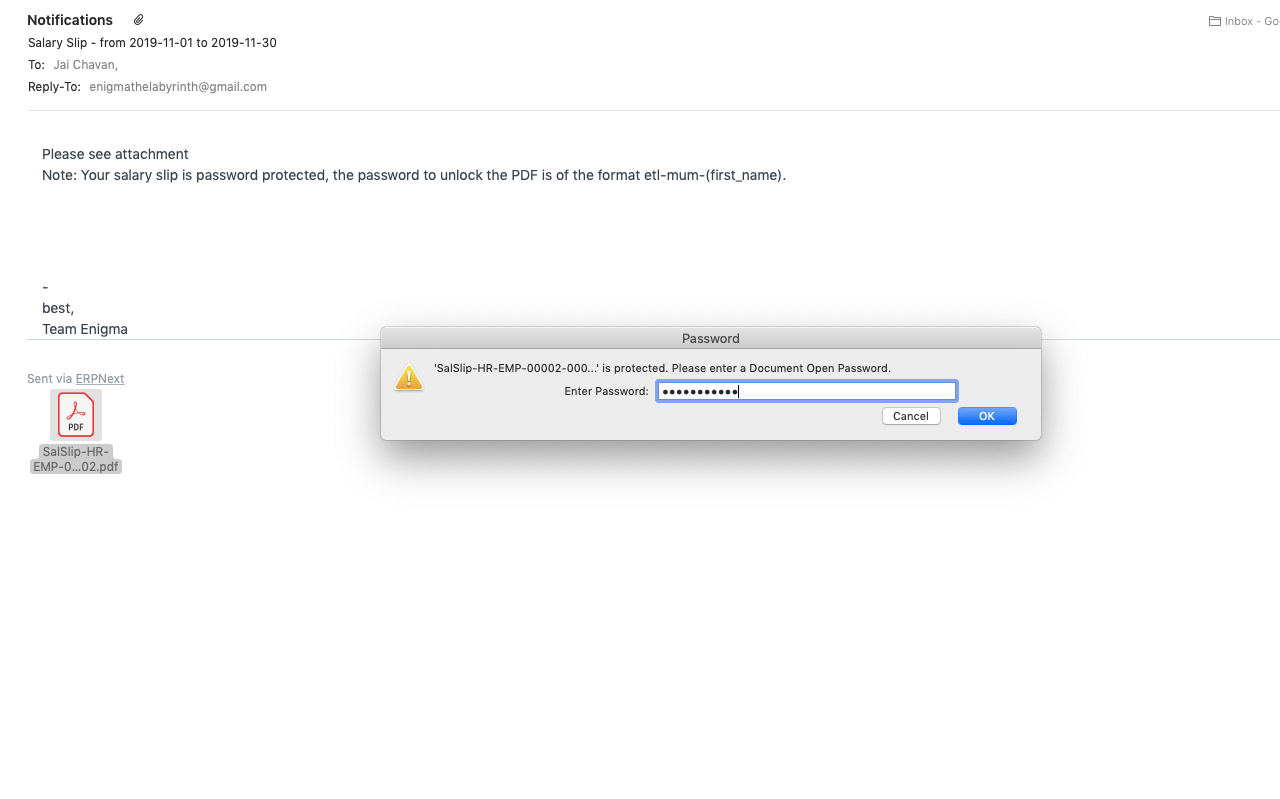 Notifications
Inbox - Go
Salary Slip - from 2019-11-01 to 2019-11-30
To: Jai Chavan,
Reply-To: enigmathelabyrinth@gmail.com
Please see attachment
Note: Your salary slip is password protected, the password to unlock the PDF is of the format etl-mum-(first_name).
-
best,
Team Enigma
Password
'SalSlip-HR-EMP-00002-000...' is protected. Please enter a Document Open Password.
Enter Password: •••••••••••
Cancel OK
Sent via ERPNext
PDF
SalSlip-HR-
EMP-0...02.pdf